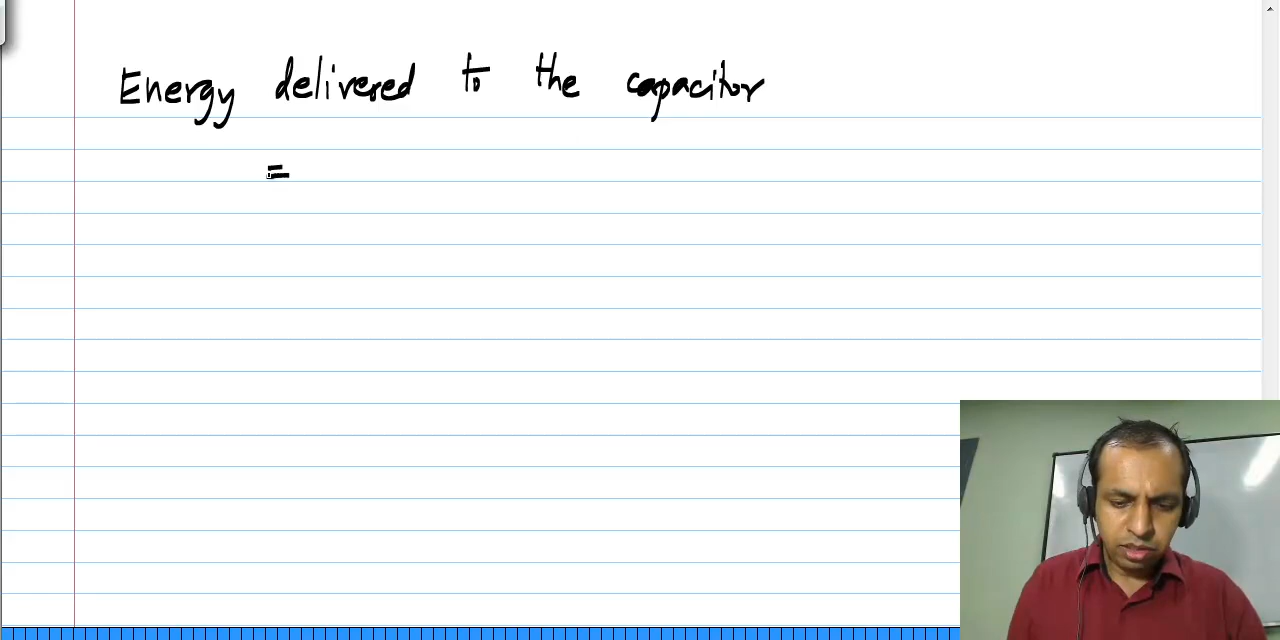 Energy delivered to the capacitor
=